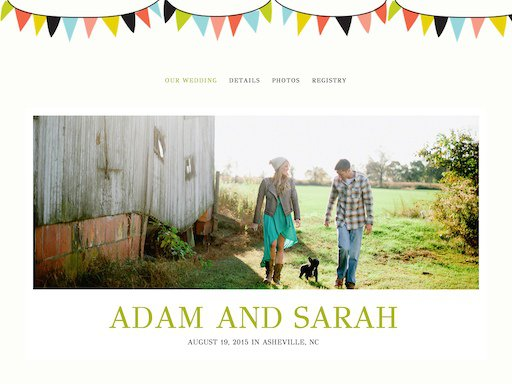 OUR WEDDING DETAILS PHOTOS REGISTRY
ADAM AND SARAH
AUGUST 19, 2015 IN ASHEVILLE, NC